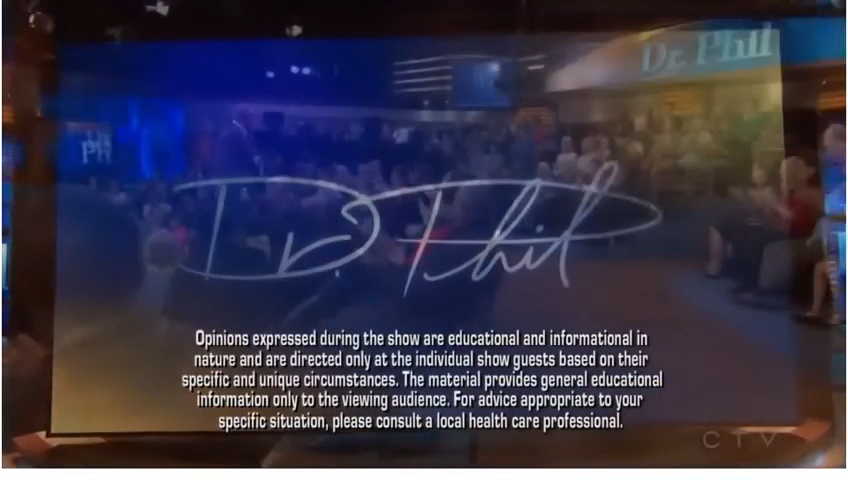 Dr. Phil
DR
PH
Dr. Phil
Opinions expressed during the show are educational and informational in
nature and are directed only at the individual show guests based on their
specific and unique circumstances. The material provides general educational
information only to the viewing audience. For advice appropriate to your
specific situation, please consult a local health care professional.
CTV